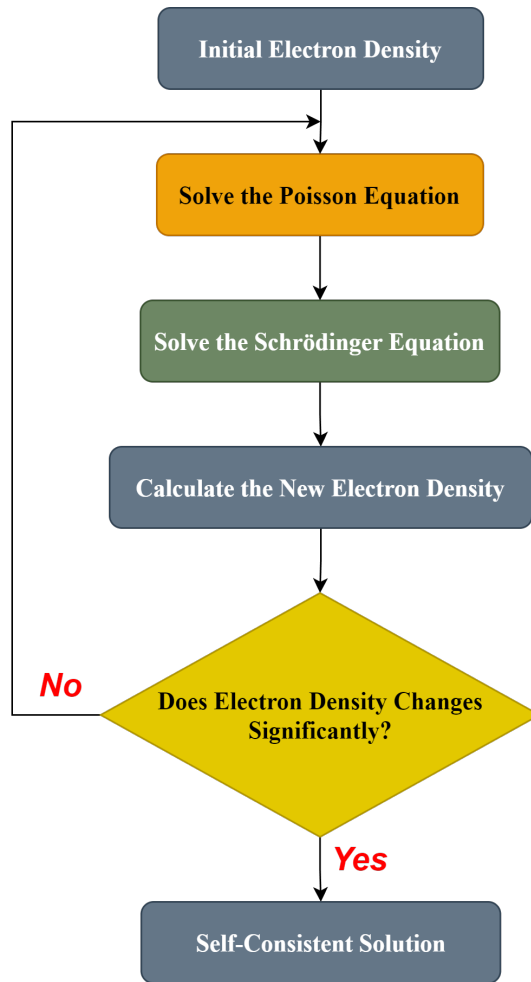 Initial Electron Density
Solve the Poisson Equation
Solve the Schrödinger Equation
Calculate the New Electron Density
No
Does Electron Density Changes
Significantly?
Yes
Self-Consistent Solution